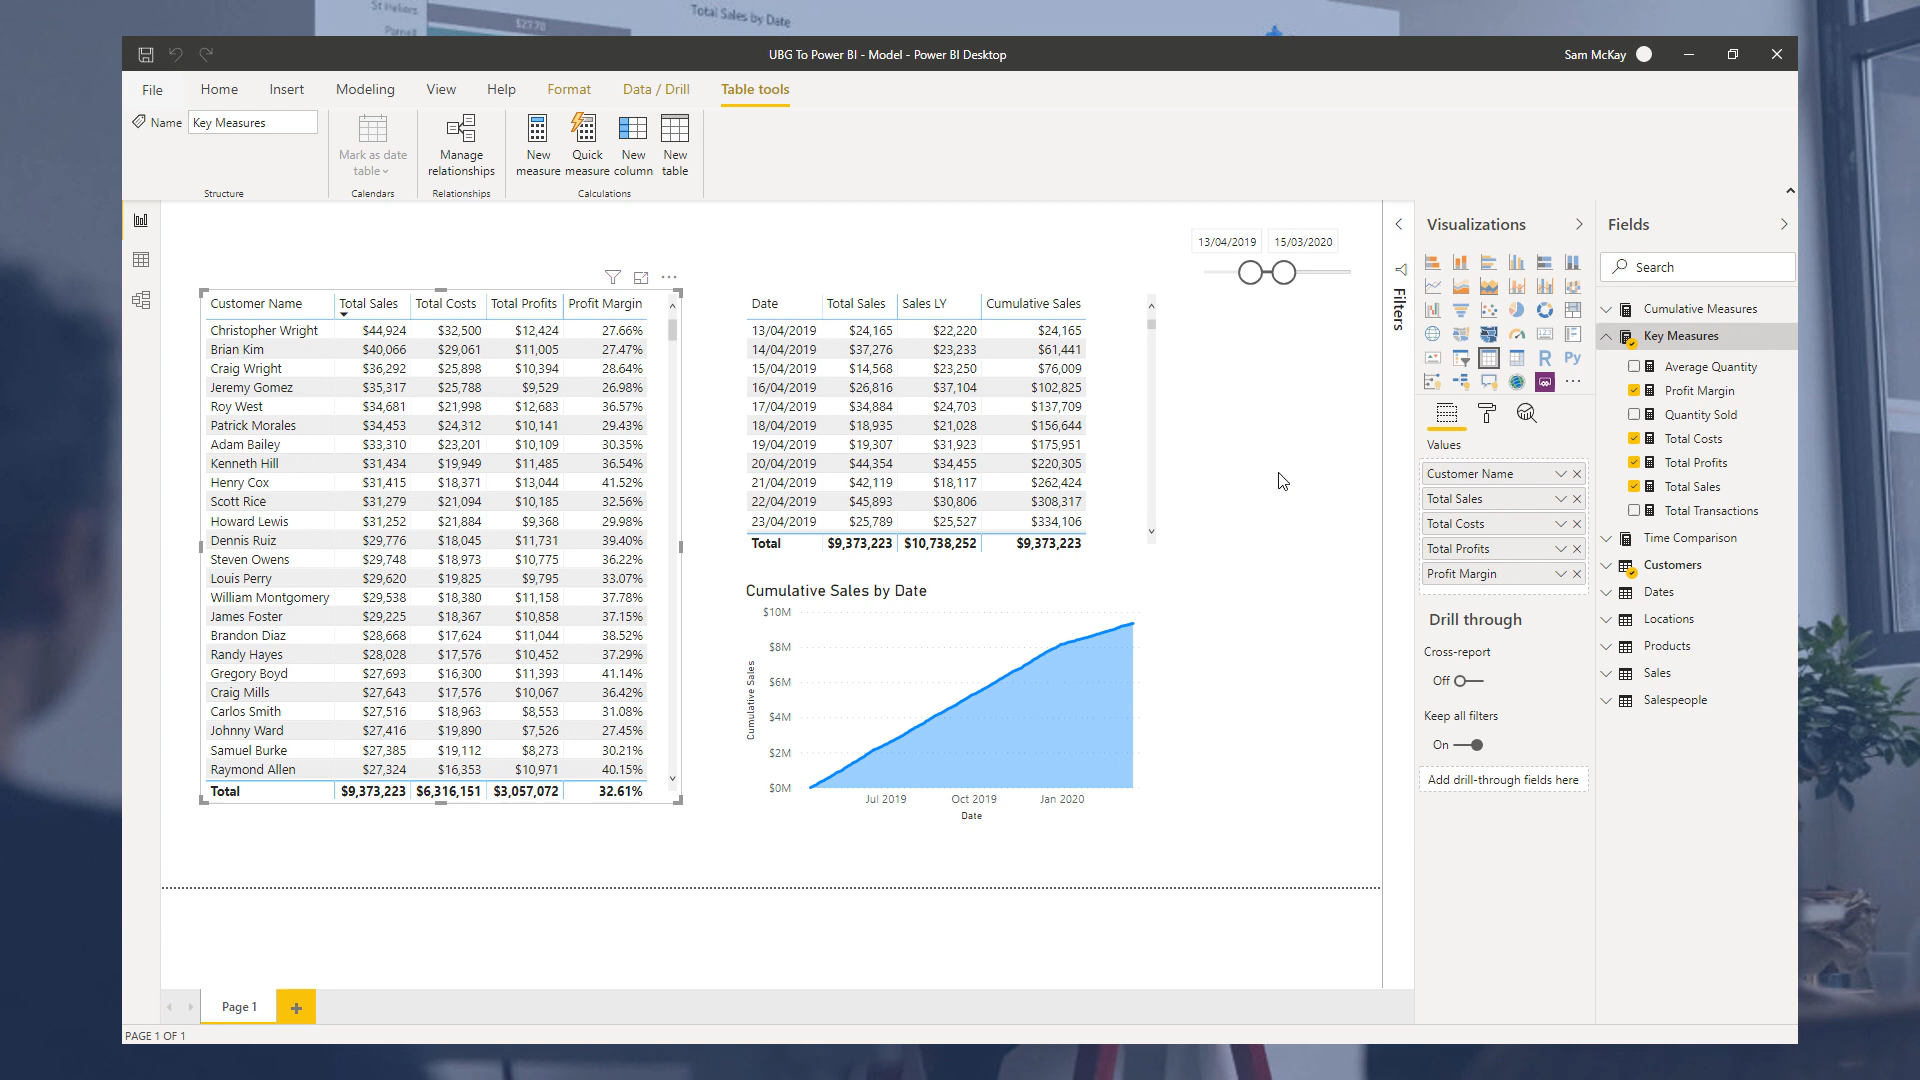 St Heliers
$27.70
Total Sales by Date
Parnell
UBG To Power BI - Model - Power BI Desktop
Sam McKay
File
Home
Insert
Modeling
View
Help
Format
Data / Drill
Table tools
Name
Key Measures
Mark as date table
Manage relationships
New measure
Quick measure
New column
New table
Structure
Calendars
Relationships
Calculations
13/04/2019
15/03/2020
Customer Name Total Sales Total Costs Total Profits Profit Margin
Christopher Wright $44,924 $32,500 $12,424 27.66%
Brian Kim $40,066 $29,061 $11,005 27.47%
Craig Wright $36,292 $25,898 $10,394 28.64%
Jeremy Gomez $35,317 $25,788 $9,529 26.98%
Roy West $34,681 $21,998 $12,683 36.57%
Patrick Morales $34,453 $24,312 $10,141 29.43%
Adam Bailey $33,310 $23,201 $10,109 30.35%
Kenneth Hill $31,434 $19,949 $11,485 36.54%
Henry Cox $31,415 $18,371 $13,044 41.52%
Scott Rice $31,279 $21,094 $10,185 32.56%
Howard Lewis $31,252 $21,884 $9,368 29.98%
Dennis Ruiz $29,776 $18,045 $11,731 39.40%
Steven Owens $29,748 $18,973 $10,775 36.22%
Louis Perry $29,620 $19,825 $9,795 33.07%
William Montgomery $29,538 $18,380 $11,158 37.78%
James Foster $29,225 $18,367 $10,858 37.15%
Brandon Diaz $28,668 $17,624 $11,044 38.52%
Randy Hayes $28,028 $17,576 $10,452 37.29%
Gregory Boyd $27,693 $16,300 $11,393 41.14%
Craig Mills $27,643 $17,576 $10,067 36.42%
Carlos Smith $27,516 $18,963 $8,553 31.08%
Johnny Ward $27,416 $19,890 $7,526 27.45%
Samuel Burke $27,385 $19,112 $8,273 30.21%
Raymond Allen $27,324 $16,353 $10,971 40.15%
Total $9,373,223 $6,316,151 $3,057,072 32.61%
Date Total Sales Sales LY Cumulative Sales
13/04/2019 $24,165 $22,220 $24,165
14/04/2019 $37,276 $23,233 $61,441
15/04/2019 $14,568 $23,250 $76,009
16/04/2019 $26,816 $37,104 $102,825
17/04/2019 $34,884 $24,703 $137,709
18/04/2019 $18,935 $21,028 $156,644
19/04/2019 $19,307 $31,923 $175,951
20/04/2019 $44,354 $34,455 $220,305
21/04/2019 $42,119 $18,117 $262,424
22/04/2019 $45,893 $30,806 $308,317
23/04/2019 $25,789 $25,527 $334,106
Total $9,373,223 $10,738,252 $9,373,223
Cumulative Sales by Date
Cumulative Sales
$10M
$8M
$6M
$4M
$2M
$0M
Jul 2019 Oct 2019 Jan 2020
Date
Filters
Visualizations
R
Py
123
Values
Customer Name
Total Sales
Total Costs
Total Profits
Profit Margin
Drill through
Cross-report
Off
Keep all filters
On
Add drill-through fields here
Fields
Search
Cumulative Measures
Key Measures
Average Quantity
Profit Margin
Quantity Sold
Total Costs
Total Profits
Total Sales
Total Transactions
Time Comparison
Customers
Dates
Locations
Products
Sales
Salespeople
Page 1
PAGE 1 OF 1